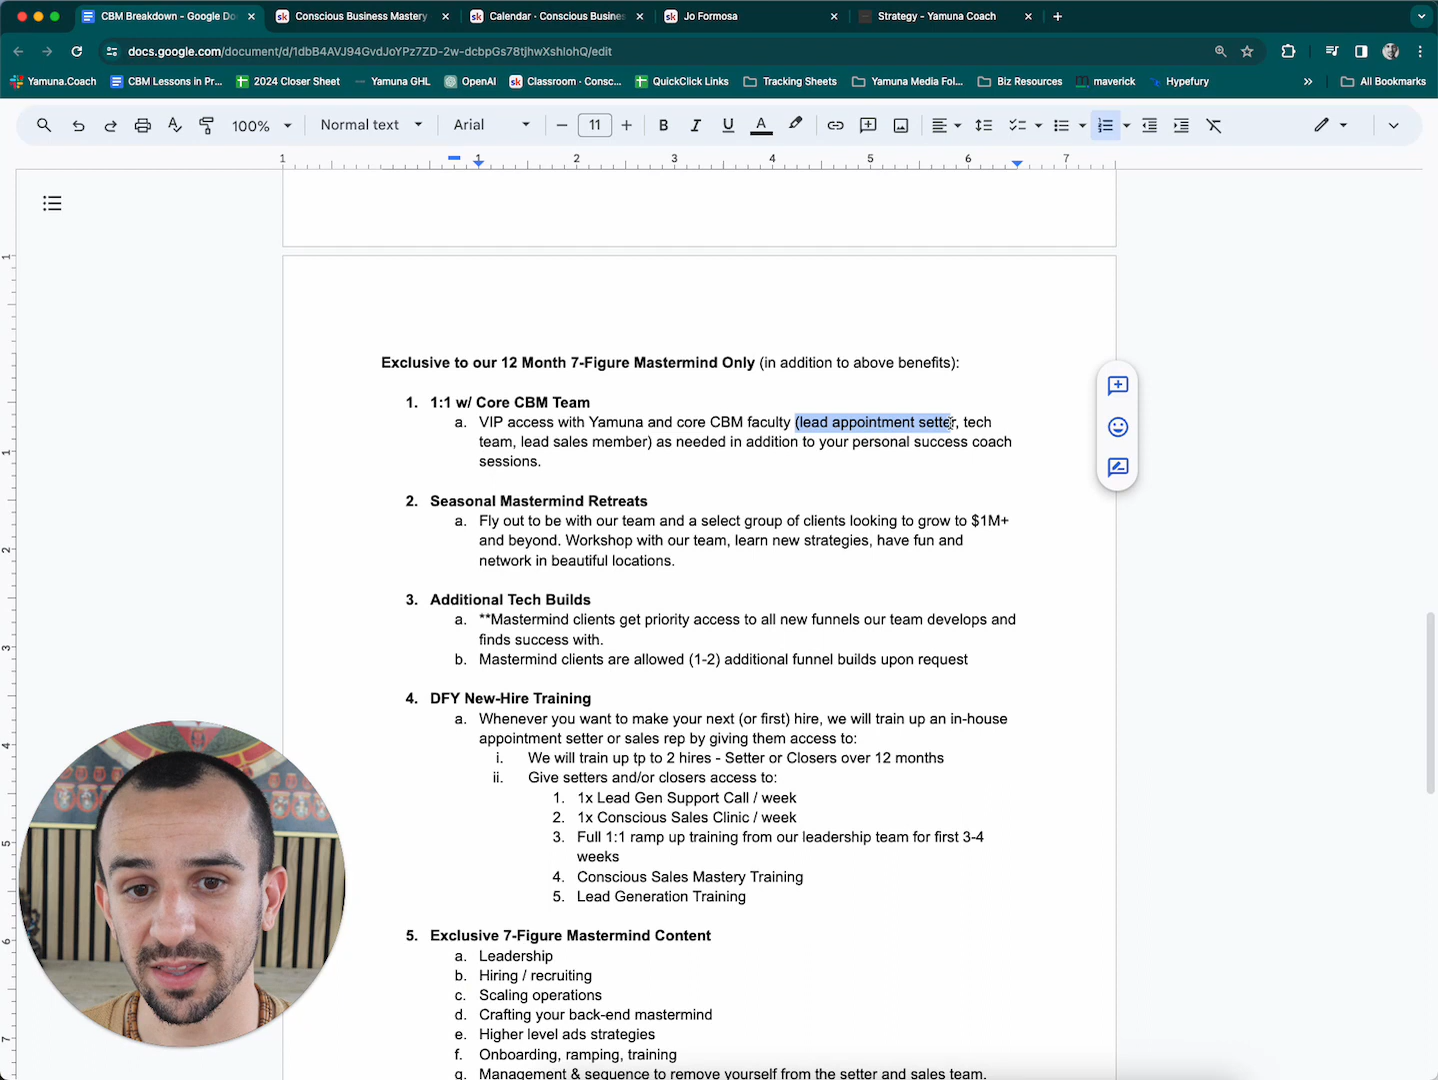 CBM Breakdown - Google Do
Conscious Business Mastery
Calendar · Conscious Busines
Jo Formosa
Strategy - Yamuna Coach
docs.google.com/document/d/1dbB4AVJ94GvdJoYPz7ZD-2w-dcbpGs78tjhwXshIohQ/edit
Yamuna.Coach
CBM Lessons in Pr...
2024 Closer Sheet
Yamuna GHL
OpenAI
Classroom · Consc...
QuickClick Links
Tracking Sheets
Yamuna Media Fol...
Biz Resources
maverick
Hypefury
»
All Bookmarks
100%
Normal text
Arial
11
1 1 2 3 4 5 6 7
Exclusive to our 12 Month 7-Figure Mastermind Only (in addition to above benefits):
1. 1:1 w/ Core CBM Team
a. VIP access with Yamuna and core CBM faculty (lead appointment setter, tech
team, lead sales member) as needed in addition to your personal success coach
sessions.
2. Seasonal Mastermind Retreats
a. Fly out to be with our team and a select group of clients looking to grow to $1M+
and beyond. Workshop with our team, learn new strategies, have fun and
network in beautiful locations.
3. Additional Tech Builds
a. **Mastermind clients get priority access to all new funnels our team develops and
finds success with.
b. Mastermind clients are allowed (1-2) additional funnel builds upon request
4. DFY New-Hire Training
a. Whenever you want to make your next (or first) hire, we will train up an in-house
appointment setter or sales rep by giving them access to:
i. We will train up tp to 2 hires - Setter or Closers over 12 months
ii. Give setters and/or closers access to:
1. 1x Lead Gen Support Call / week
2. 1x Conscious Sales Clinic / week
3. Full 1:1 ramp up training from our leadership team for first 3-4
weeks
4. Conscious Sales Mastery Training
5. Lead Generation Training
5. Exclusive 7-Figure Mastermind Content
a. Leadership
b. Hiring / recruiting
c. Scaling operations
d. Crafting your back-end mastermind
e. Higher level ads strategies
f. Onboarding, ramping, training
g. Management & sequence to remove yourself from the setter and sales team.